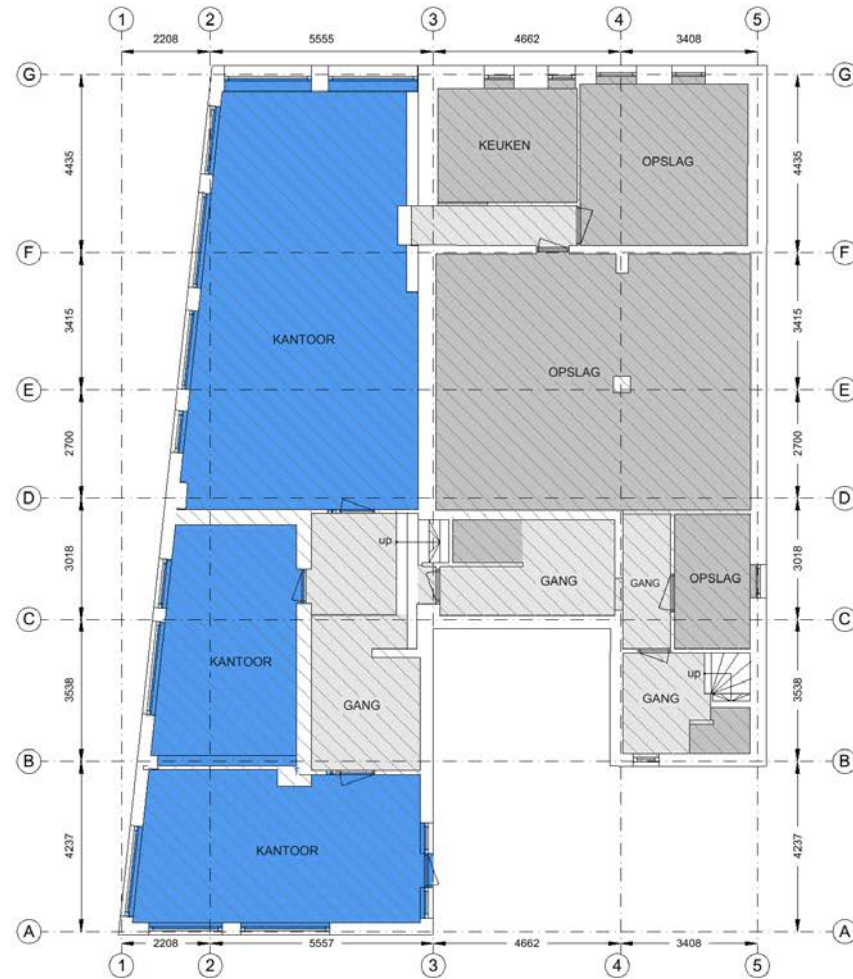 1 2 3 4 5
2208 5555 4662 3408
G G
4435 KEUKEN OPSLAG 4435
F F
3415 KANTOOR OPSLAG 3415
E E
2700 2700
D D
3018 up GANG GANG OPSLAG 3018
C C
3538 KANTOOR GANG GANG up 3538
B B
4237 KANTOOR 4237
A A
2208 5557 4662 3408
1 2 3 4 5